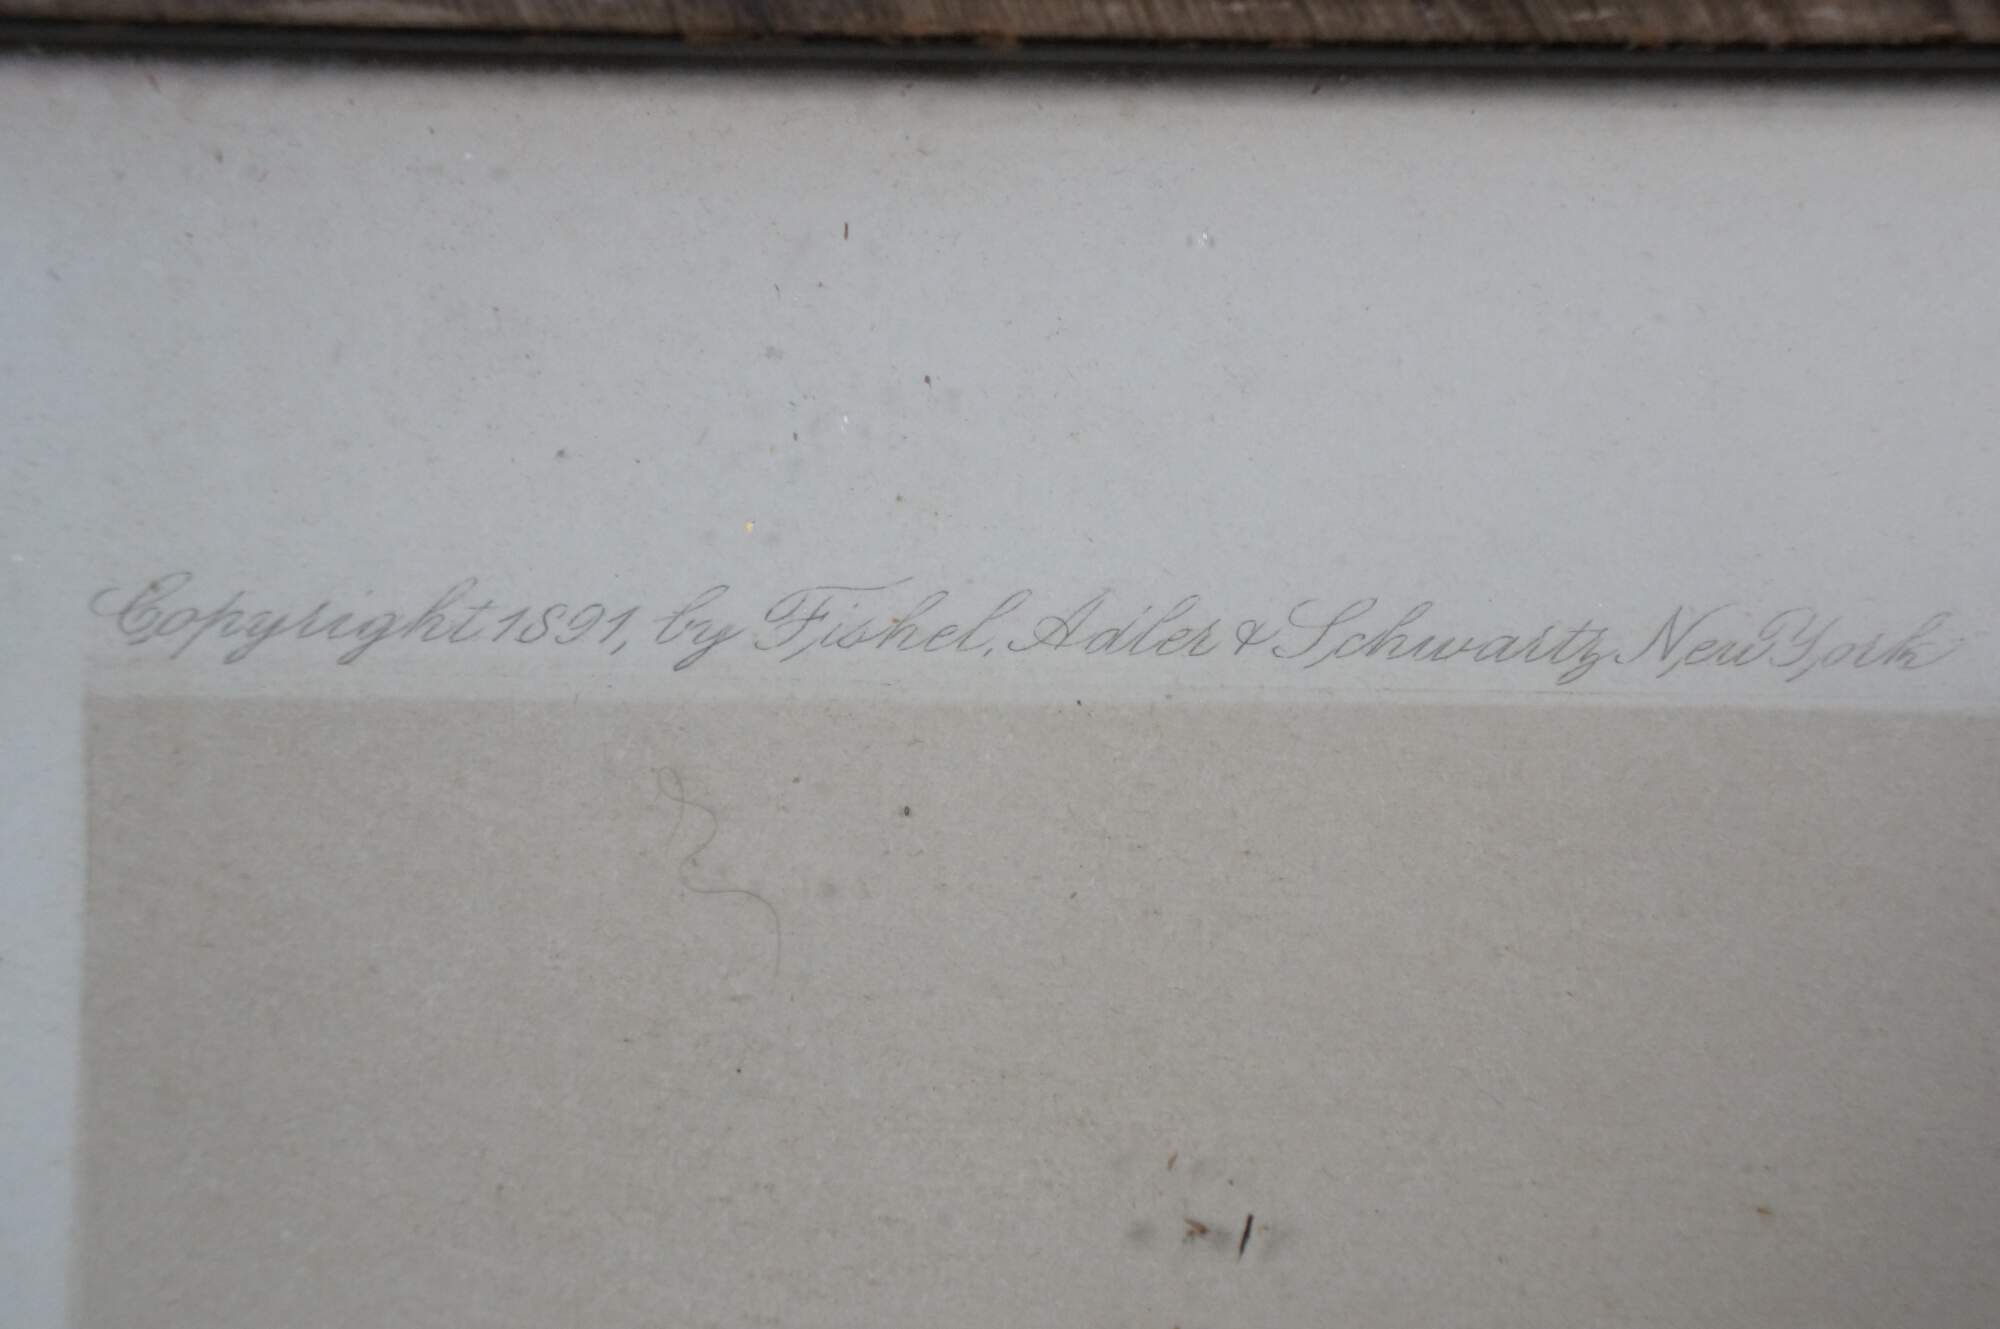 Copyright 1891, by Fishel, Adler & Schwartz New York